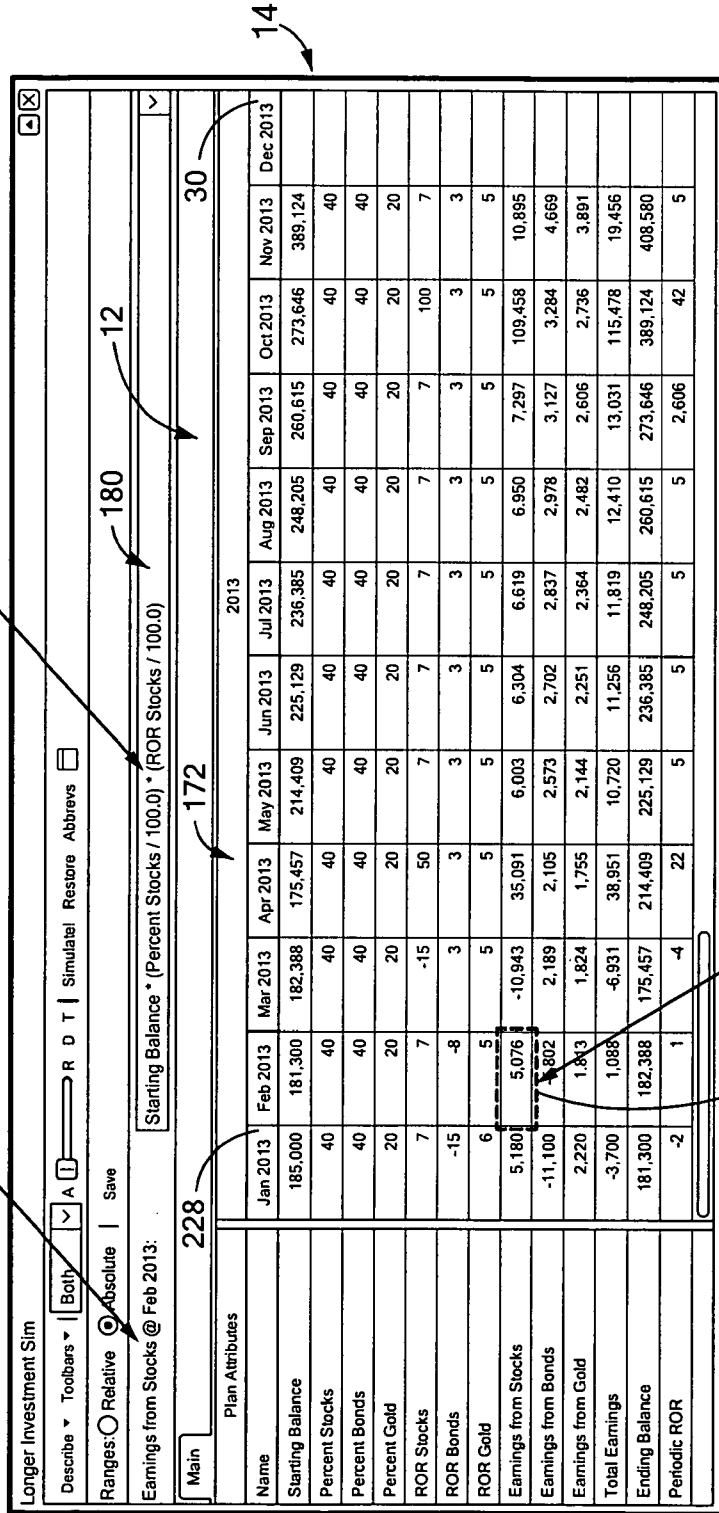 Longer Investment Sim
Describe ▾ Toolbars ▾ | Both A R D T | Simulatel Restore Abbrevs
Ranges: Relative Absolute | Save
Earnings from Stocks @ Feb 2013: Starting Balance * (Percent Stocks / 100.0) * (ROR Stocks / 100.0)
180
12
30
14
Main
228
172
Plan Attributes 2013
Name Jan 2013 Feb 2013 Mar 2013 Apr 2013 May 2013 Jun 2013 Jul 2013 Aug 2013 Sep 2013 Oct 2013 Nov 2013 Dec 2013
Starting Balance 185,000 181,300 182,388 175,457 214,409 225,129 236,385 248,205 260,615 273,646 389,124
Percent Stocks 40 40 40 40 40 40 40 40 40 40 40
Percent Bonds 40 40 40 40 40 40 40 40 40 40 40
Percent Gold 20 20 20 20 20 20 20 20 20 20 20
ROR Stocks 7 7 -15 50 7 7 7 7 7 100 7
ROR Bonds -15 -8 3 3 3 3 3 3 3 3 3
ROR Gold 6 5 5 5 5 5 5 5 5 5 5
Earnings from Stocks 5,180 5,076 -10,943 35,091 6,003 6,304 6,619 6.950 7,297 109,458 10,895
Earnings from Bonds -11,100 802 2,189 2,105 2,573 2,702 2,837 2,978 3,127 3,284 4,669
Earnings from Gold 2,220 1.813 1,824 1,755 2,144 2,251 2,364 2,482 2,606 2,736 3,891
Total Earnings -3,700 1,088 -6,931 38,951 10,720 11,256 11,819 12,410 13,031 115,478 19,456
Ending Balance 181,300 182,388 175,457 214,409 225,129 236,385 248,205 260,615 273,646 389,124 408,580
Periodic ROR -2 1 -4 22 5 5 5 5 2,606 42 5